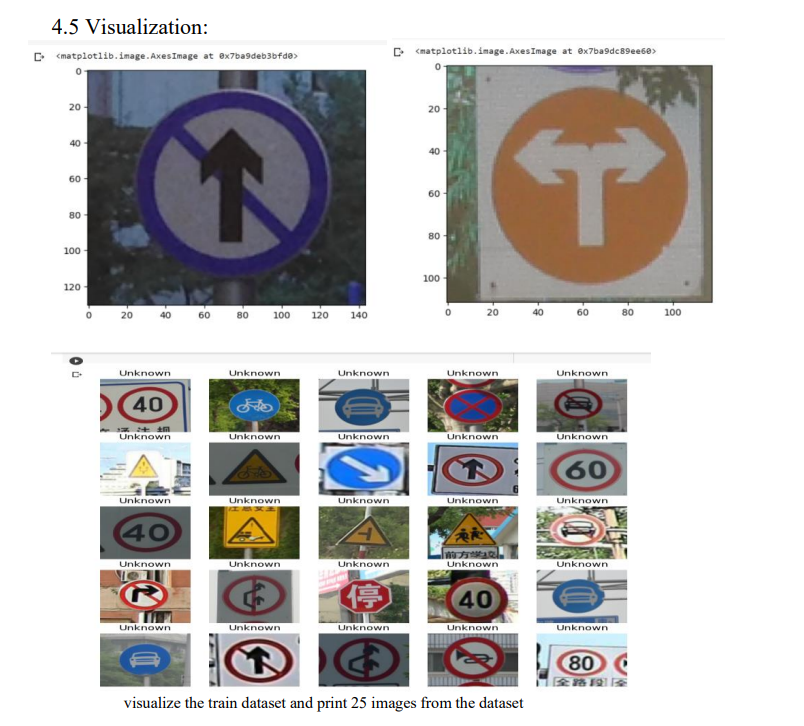 4.5 Visualization:
<matplotlib.image.AxesImage at 0x7ba9deb3bfd0>
<matplotlib.image.AxesImage at 0x7ba9dc89ee60>
0
20
40
60
80
100
120
0 20 40 60 80 100 120 140
0
20
40
60
80
100
0 20 40 60 80 100
Unknown Unknown Unknown Unknown Unknown
40
Unknown Unknown Unknown Unknown Unknown
60
Unknown Unknown Unknown Unknown Unknown
40
前方学校
Unknown Unknown Unknown Unknown Unknown
停 40
Unknown Unknown Unknown Unknown Unknown
80
visualize the train dataset and print 25 images from the dataset